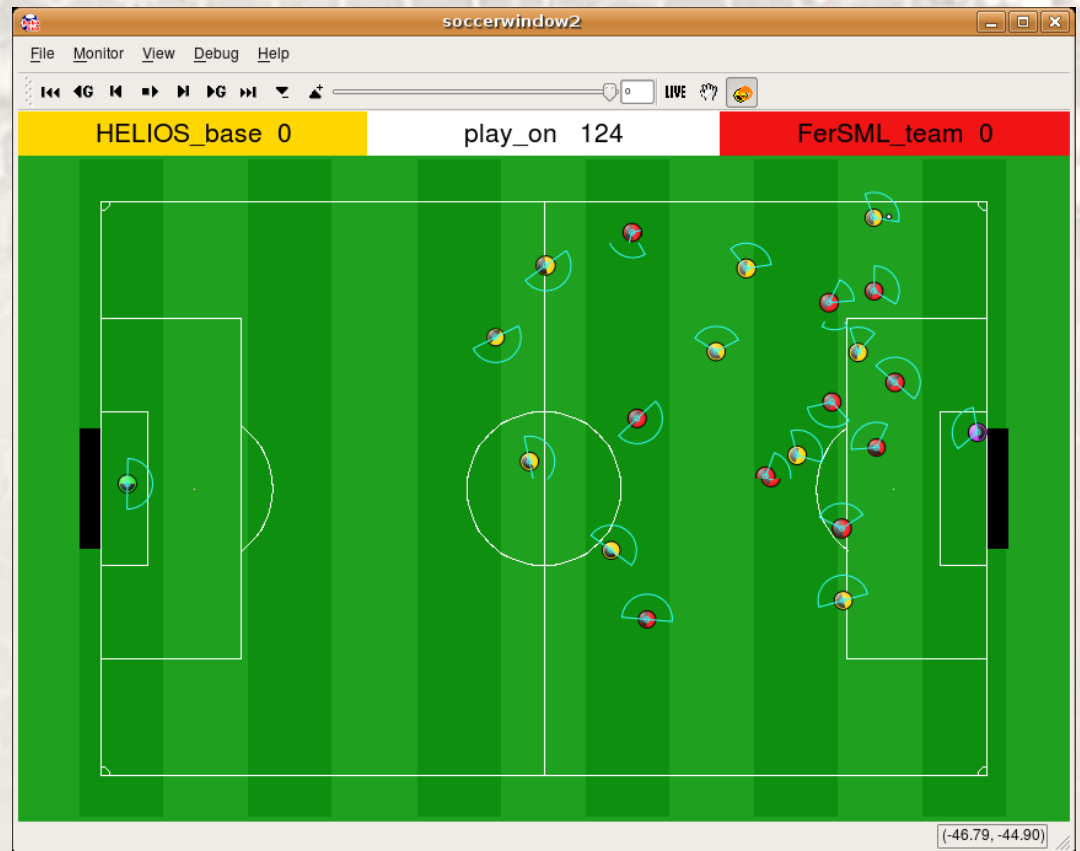 soccerwindow2
File Monitor View Debug Help
G G LIVE
HELIOS_base 0 play_on 124 FerSML_team 0
(-46.79, -44.90)